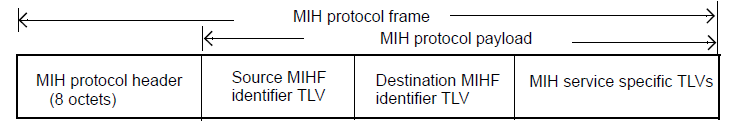 MIH protocol frame
MIH protocol payload
MIH protocol header
(8 octets)
Source MIHF
identifier TLV
Destination MIHF
identifier TLV
MIH service specific TLVs